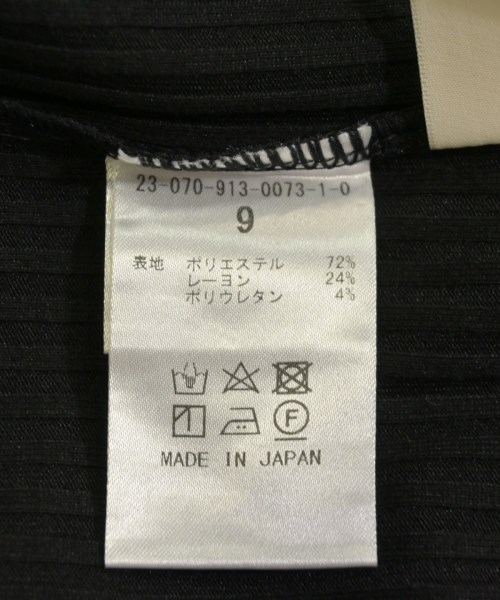 23-070-913-0073-1-0
9
表地 ポリエステル 72%
レーヨン 24%
ポリウレタン 4%
F
MADE IN JAPAN